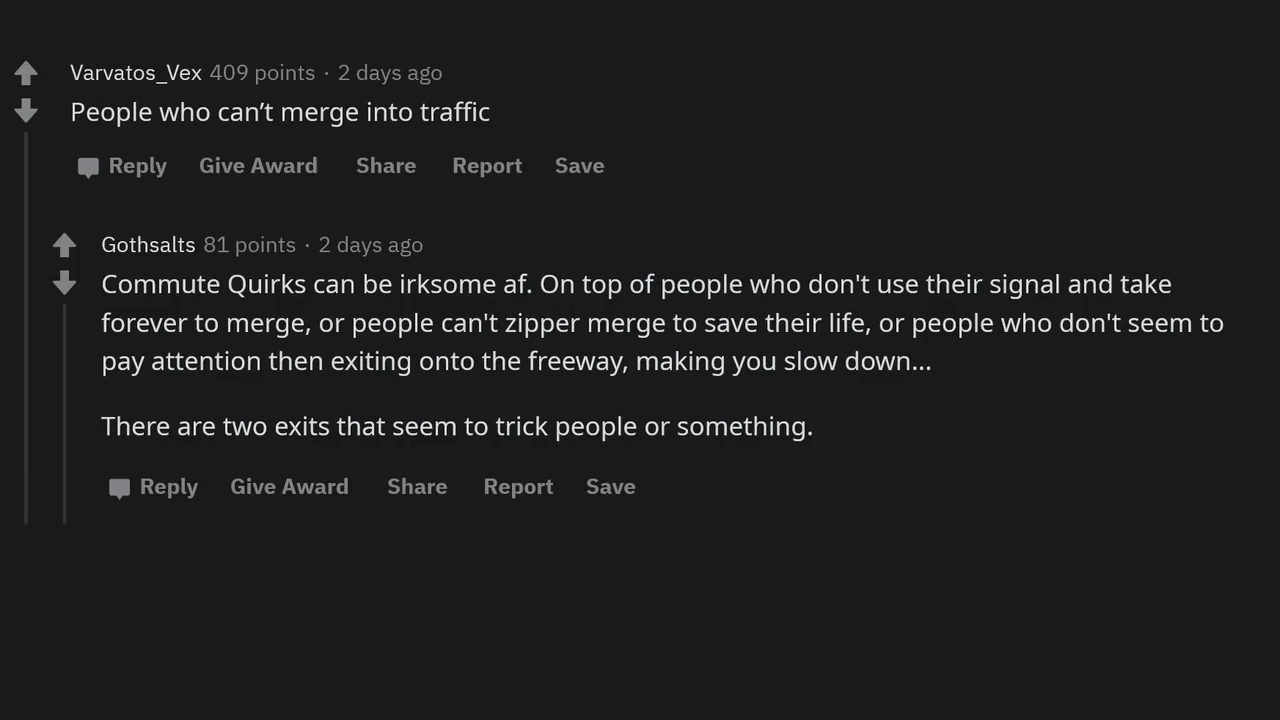 Varvatos_Vex 409 points · 2 days ago
People who can’t merge into traffic
Reply Give Award Share Report Save
Gothsalts 81 points · 2 days ago
Commute Quirks can be irksome af. On top of people who don't use their signal and take
forever to merge, or people can't zipper merge to save their life, or people who don't seem to
pay attention then exiting onto the freeway, making you slow down...
There are two exits that seem to trick people or something.
Reply Give Award Share Report Save